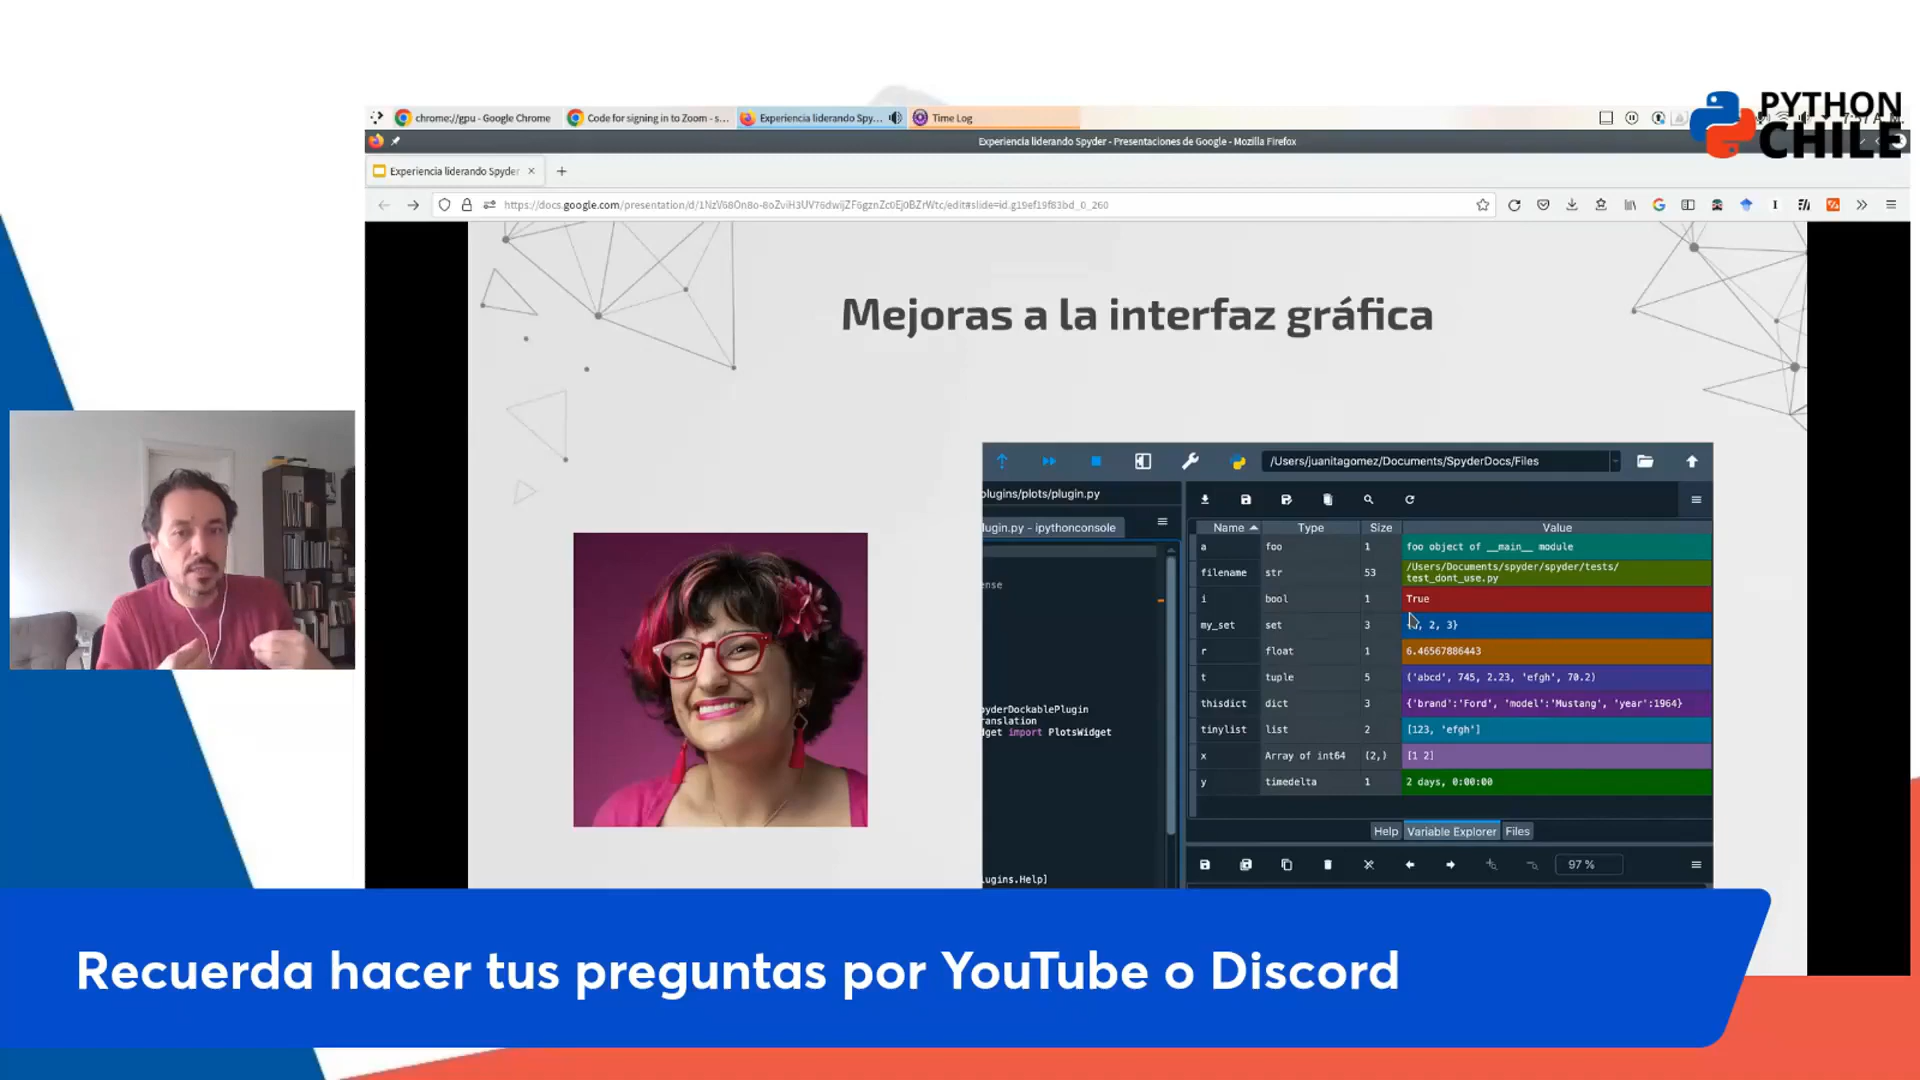 PYTHON
CHILE
chrome://gpu - Google Chrome
Code for signing in to Zoom - s...
Experiencia liderando Spy...
Time Log
Experiencia liderando Spyder - Presentaciones de Google - Mozilla Firefox
Experiencia liderando Spyder
Mejoras a la interfaz gráfica
/Users/juanitagomez/Documents/SpyderDocs/Files
plugins/plots/plugin.py
lugin.py - ipythonconsole
Name Type Size Value
a foo 1 foo object of __main__ module
filename str 53 /Users/Documents/spyder/spyder/tests/
test_dont_use.py
i bool 1 True
my_set set 3 2, 3}
r float 1 6.46567886443
t tuple 5 ('abcd', 745, 2.23, 'efgh', 70.2)
thisdict dict 3 {'brand':'Ford', 'model':'Mustang', 'year':1964}
tinylist list 2 [123, 'efgh']
x Array of int64 (2,) [1 2]
y timedelta 1 2 days, 0:00:00
ense
pyderDockablePlugin
ranslation
dget import PlotsWidget
lugins.Help]
Help Variable Explorer Files
97 %
Recuerda hacer tus preguntas por YouTube o Discord